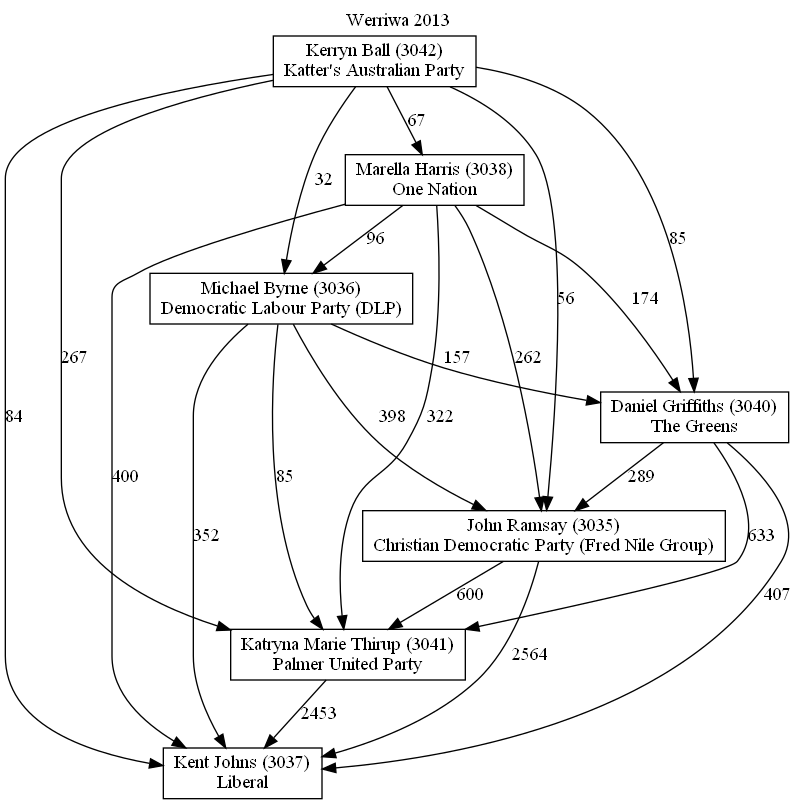 Werriwa 2013
Kerryn Ball (3042)
Katter's Australian Party
67
Marella Harris (3038)
One Nation
32
96
85
Michael Byrne (3036)
Democratic Labour Party (DLP)
56
174
267
157
262
84
398
322
Daniel Griffiths (3040)
The Greens
400
85
289
352
John Ramsay (3035)
Christian Democratic Party (Fred Nile Group)
633
600
407
Katryna Marie Thirup (3041)
Palmer United Party
2564
2453
Kent Johns (3037)
Liberal